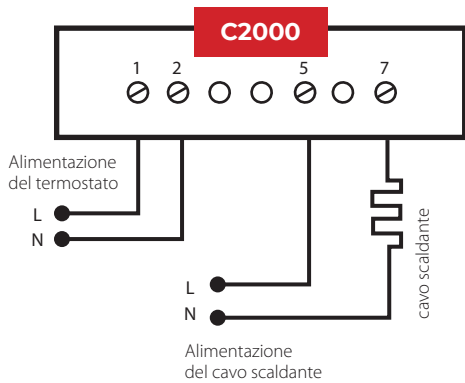 C2000
1 2 5 7
Alimentazione
del termostato
L
N
cavo scaldante
L
N
Alimentazione
del cavo scaldante